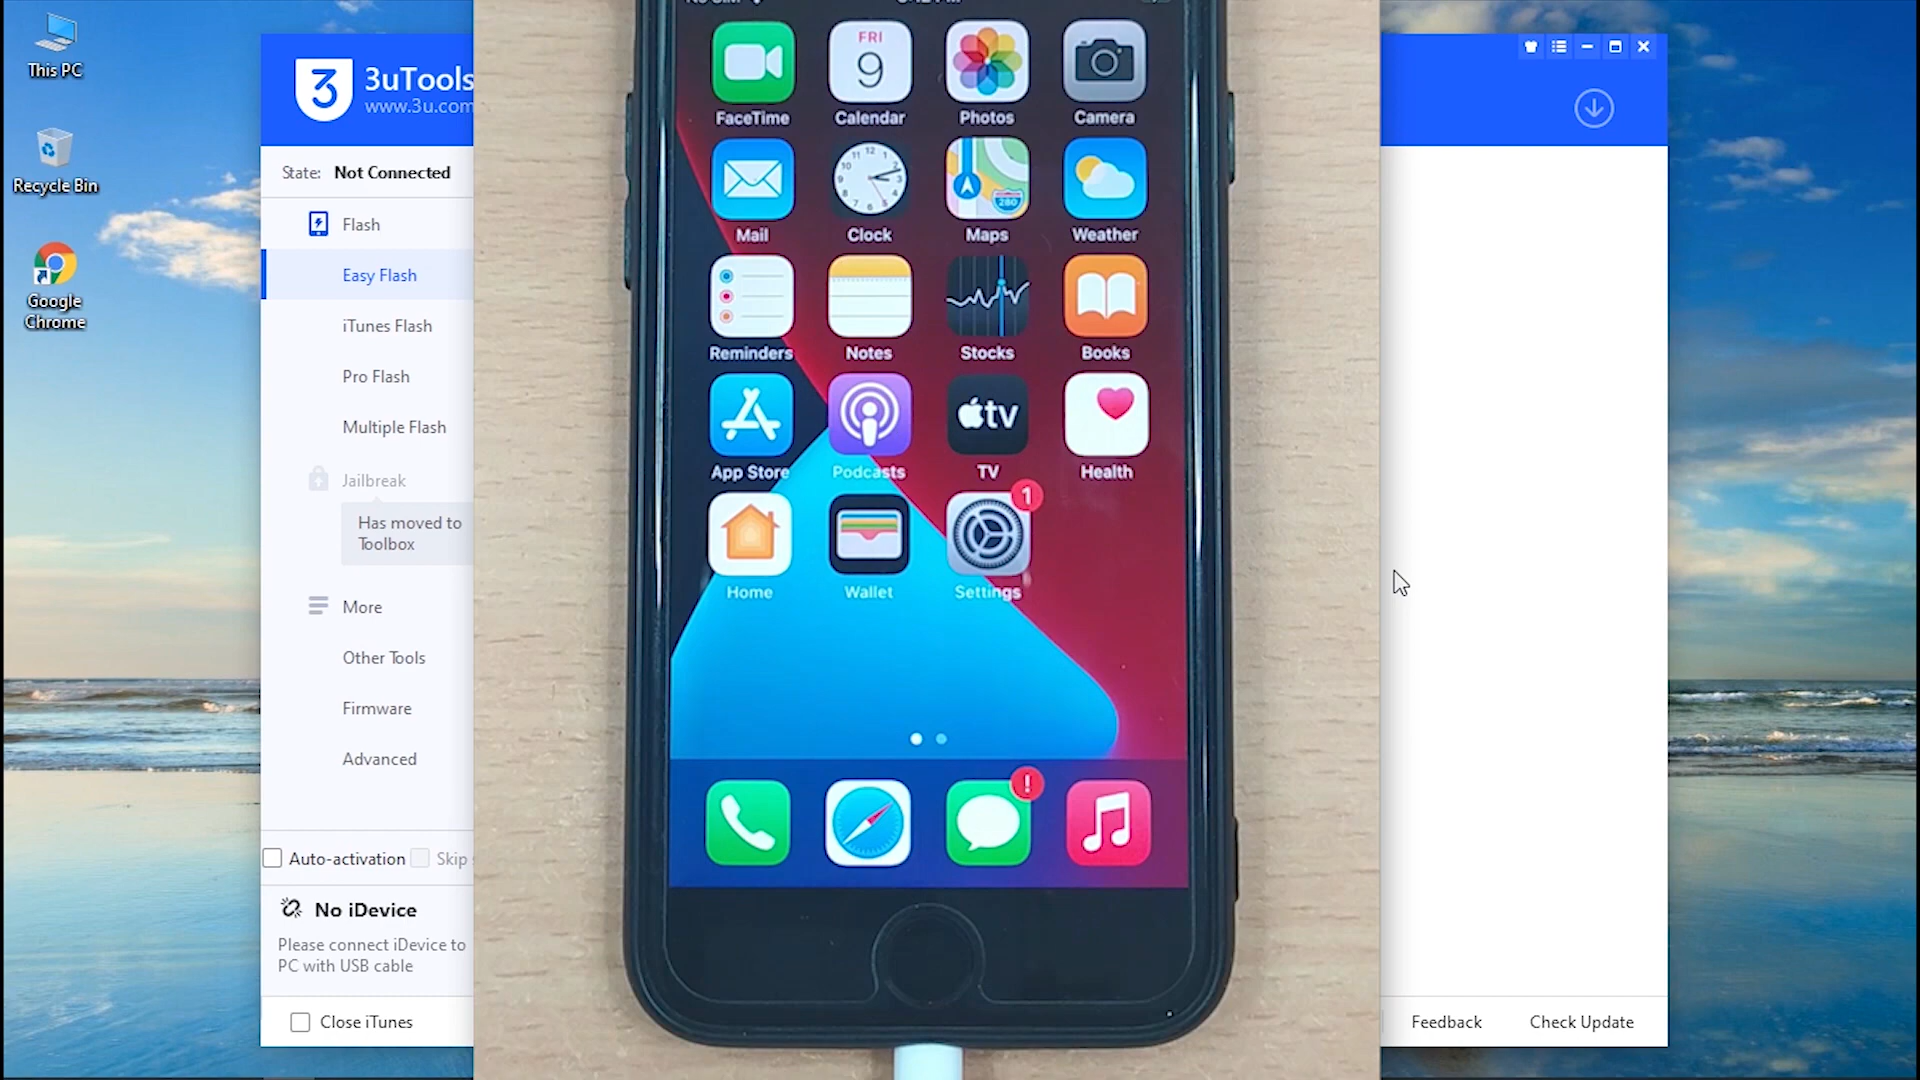 This PC
Recycle Bin
Google
Chrome
3 3uTools
www.3u.com
State: Not Connected
Flash
Easy Flash
iTunes Flash
Pro Flash
Multiple Flash
Jailbreak
Has moved to
Toolbox
More
Other Tools
Firmware
Advanced
Auto-activation Skip
No iDevice
Please connect iDevice to
PC with USB cable
Close iTunes
FRI
9
FaceTime Calendar Photos Camera
280
Mail Clock Maps Weather
Reminders Notes Stocks Books
tv
App Store Podcasts TV Health
1
Home Wallet Settings
!
Feedback Check Update